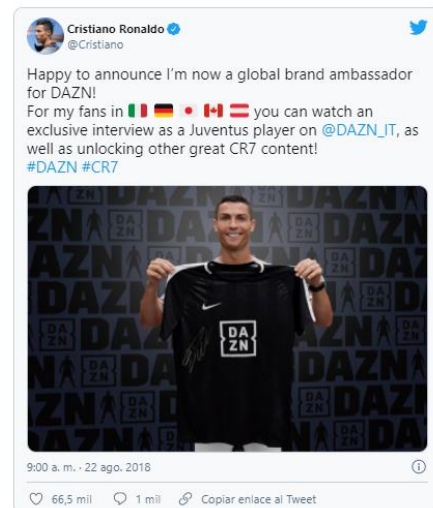 Cristiano Ronaldo
@Cristiano
Happy to announce I'm now a global brand ambassador
for DAZN!
For my fans in 🇮🇹 🇩🇪 🇯🇵 🇨🇦 🇦🇹 you can watch an
exclusive interview as a Juventus player on @DAZN_IT, as
well as unlocking other great CR7 content!
#DAZN #CR7
DA
ZN
9:00 a. m. · 22 ago. 2018
66,5 mil 1 mil Copiar enlace al Tweet